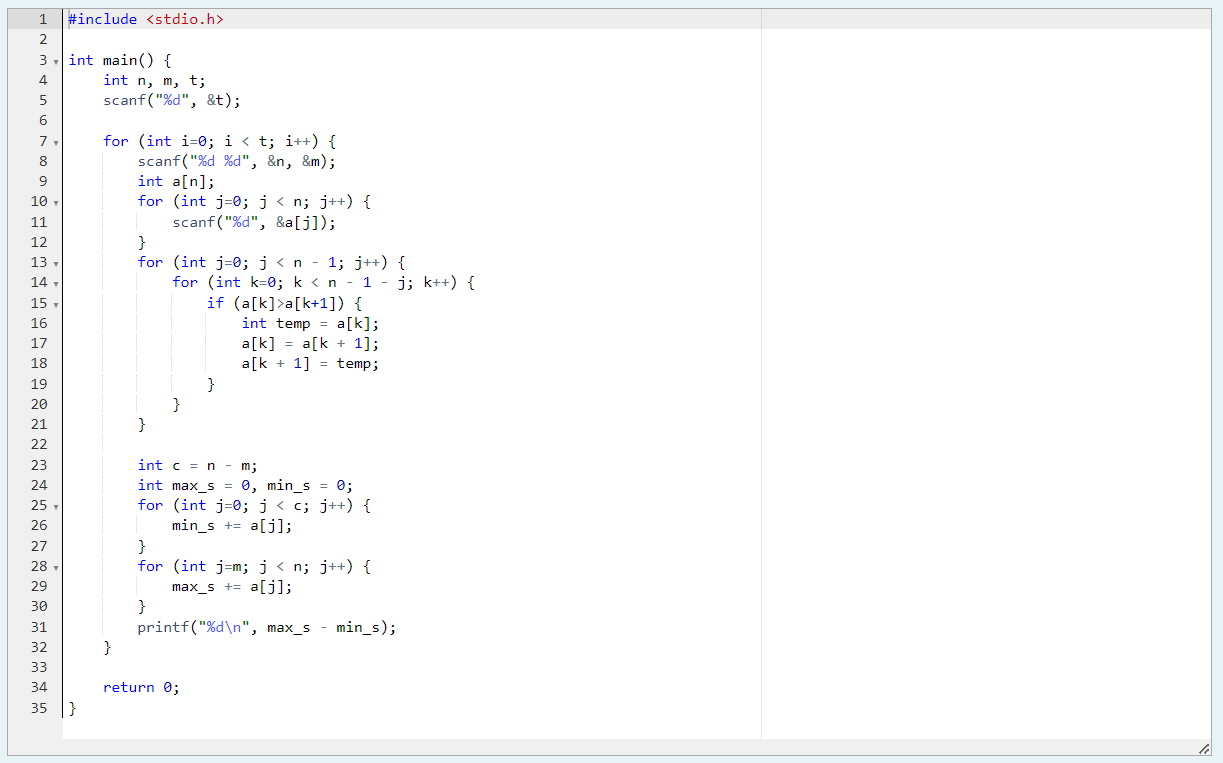 1 #include <stdio.h>
2
3 int main() {
4     int n, m, t;
5     scanf("%d", &t);
6
7     for (int i=0; i < t; i++) {
8         scanf("%d %d", &n, &m);
9         int a[n];
10         for (int j=0; j < n; j++) {
11             scanf("%d", &a[j]);
12         }
13         for (int j=0; j < n - 1; j++) {
14             for (int k=0; k < n - 1 - j; k++) {
15                 if (a[k]>a[k+1]) {
16                     int temp = a[k];
17                     a[k] = a[k + 1];
18                     a[k + 1] = temp;
19                 }
20             }
21         }
22
23         int c = n - m;
24         int max_s = 0, min_s = 0;
25         for (int j=0; j < c; j++) {
26             min_s += a[j];
27         }
28         for (int j=m; j < n; j++) {
29             max_s += a[j];
30         }
31         printf("%d\n", max_s - min_s);
32     }
33
34     return 0;
35 }